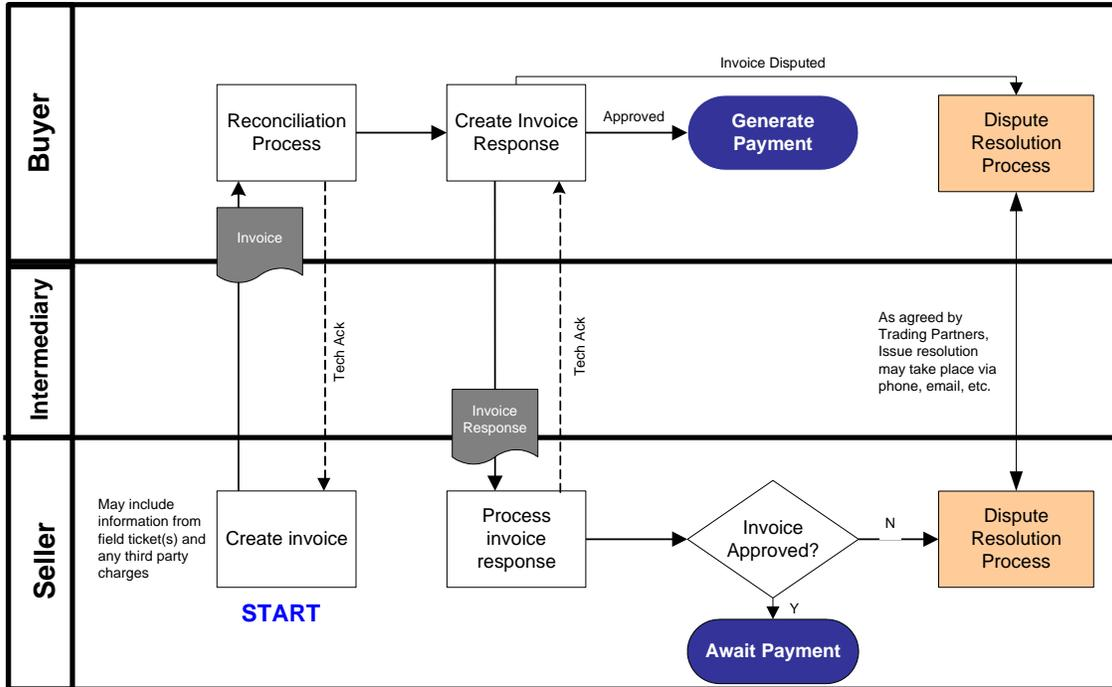 Buyer
Invoice Disputed
Reconciliation
Process
Create Invoice
Response
Approved
Generate
Payment
Dispute
Resolution
Process
Invoice
Intermediary
Tech Ack
Tech Ack
As agreed by
Trading Partners,
Issue resolution
may take place via
phone, email, etc.
Invoice
Response
Seller
May include
information from
field ticket(s) and
any third party
charges
Create invoice
START
Process
invoice
response
Invoice
Approved?
N
Dispute
Resolution
Process
Y
Await Payment